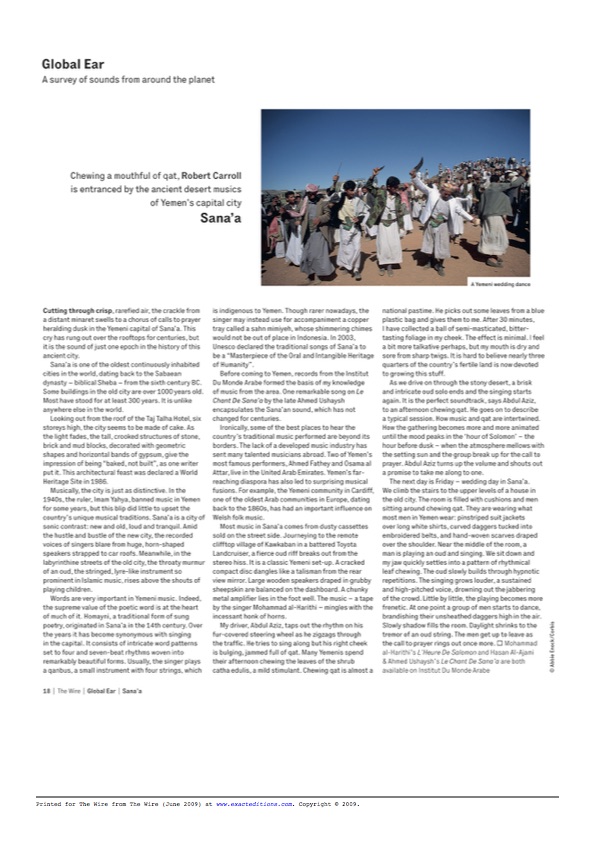 Global Ear
A survey of sounds from around the planet
Chewing a mouthful of qat, Robert Carroll
is entranced by the ancient desert musics
of Yemen's capital city
Sana'a
A Yemeni wedding dance
Cutting through crisp, rarefied air, the crackle from
a distant minaret swells to a chorus of calls to prayer
heralding dusk in the Yemeni capital of Sana'a. This
cry has rung out over the rooftops for centuries, but
it is the sound of just one epoch in the history of this
ancient city.
Sana'a is one of the oldest continuously inhabited
cities in the world, dating back to the Sabaean
dynasty – biblical Sheba – from the sixth century BC.
Some buildings in the old city are over 1000 years old.
Most have stood for at least 300 years. It is unlike
anywhere else in the world.
Looking out from the roof of the Taj Talha Hotel, six
storeys high, the city seems to be made of cake. As
the light fades, the tall, crooked structures of stone,
brick and mud blocks, decorated with geometric
shapes and horizontal bands of gypsum, give the
impression of being "baked, not built", as one writer
put it. This architectural feast was declared a World
Heritage Site in 1986.
Musically, the city is just as distinctive. In the
1940s, the ruler, Imam Yahya, banned music in Yemen
for some years, but this blip did little to upset the
country's unique musical traditions. Sana'a is a city of
sonic contrast: new and old, loud and tranquil. Amid
the hustle and bustle of the new city, the recorded
voices of singers blare from huge, horn-shaped
speakers strapped to car roofs. Meanwhile, in the
labyrinthine streets of the old city, the throaty murmur
of an oud, the stringed, lyre-like instrument so
prominent in Islamic music, rises above the shouts of
playing children.
Words are very important in Yemeni music. Indeed,
the supreme value of the poetic word is at the heart
of much of it. Homayni, a traditional form of sung
poetry, originated in Sana'a in the 14th century. Over
the years it has become synonymous with singing
in the capital. It consists of intricate word patterns
set to four and seven-beat rhythms woven into
remarkably beautiful forms. Usually, the singer plays
a qanbus, a small instrument with four strings, which
is indigenous to Yemen. Though rarer nowadays, the
singer may instead use for accompaniment a copper
tray called a sahn mimiyeh, whose shimmering chimes
would not be out of place in Indonesia. In 2003,
Unesco declared the traditional songs of Sana'a to
be a "Masterpiece of the Oral and Intangible Heritage
of Humanity".
Before coming to Yemen, records from the Institut
Du Monde Arabe formed the basis of my knowledge
of music from the area. One remarkable song on Le
Chant De Sana'a by the late Ahmed Ushaysh
encapsulates the Sana'an sound, which has not
changed for centuries.
Ironically, some of the best places to hear the
country's traditional music performed are beyond its
borders. The lack of a developed music industry has
sent many talented musicians abroad. Two of Yemen's
most famous performers, Ahmed Fathey and Osama al
Attar, live in the United Arab Emirates. Yemen's far-
reaching diaspora has also led to surprising musical
fusions. For example, the Yemeni community in Cardiff,
one of the oldest Arab communities in Europe, dating
back to the 1860s, has had an important influence on
Welsh folk music.
Most music in Sana'a comes from dusty cassettes
sold on the street side. Journeying to the remote
clifftop village of Kawkaban in a battered Toyota
Landcruiser, a fierce oud riff breaks out from the
stereo hiss. It is a classic Yemeni set-up. A cracked
compact disc dangles like a talisman from the rear
view mirror. Large wooden speakers draped in grubby
sheepskin are balanced on the dashboard. A chunky
metal amplifier lies in the foot well. The music – a tape
by the singer Mohammad al-Harithi – mingles with the
incessant honk of horns.
My driver, Abdul Aziz, taps out the rhythm on his
fur-covered steering wheel as he zigzags through
the traffic. He tries to sing along but his right cheek
is bulging, jammed full of qat. Many Yemenis spend
their afternoon chewing the leaves of the shrub
catha edulis, a mild stimulant. Chewing qat is almost a
national pastime. He picks out some leaves from a blue
plastic bag and gives them to me. After 30 minutes,
I have collected a ball of semi-masticated, bitter-
tasting foliage in my cheek. The effect is minimal. I feel
a bit more talkative perhaps, but my mouth is dry and
sore from sharp twigs. It is hard to believe nearly three
quarters of the country's fertile land is now devoted
to growing this stuff.
As we drive on through the stony desert, a brisk
and intricate oud solo ends and the singing starts
again. It is the perfect soundtrack, says Abdul Aziz,
to an afternoon chewing qat. He goes on to describe
a typical session. How music and qat are intertwined.
How the gathering becomes more and more animated
until the mood peaks in the 'hour of Solomon' – the
hour before dusk – when the atmosphere mellows with
the setting sun and the group break up for the call to
prayer. Abdul Aziz turns up the volume and shouts out
a promise to take me along to one.
The next day is Friday – wedding day in Sana'a.
We climb the stairs to the upper levels of a house in
the old city. The room is filled with cushions and men
sitting around chewing qat. They are wearing what
most men in Yemen wear: pinstriped suit jackets
over long white shirts, curved daggers tucked into
embroidered belts, and hand-woven scarves draped
over the shoulder. Near the middle of the room, a
man is playing an oud and singing. We sit down and
my jaw quickly settles into a pattern of rhythmical
leaf chewing. The oud slowly builds through hypnotic
repetitions. The singing grows louder, a sustained
and high-pitched voice, drowning out the jabbering
of the crowd. Little by little, the playing becomes more
frenetic. At one point a group of men starts to dance,
brandishing their unsheathed daggers high in the air.
Slowly shadow fills the room. Daylight shrinks to the
tremor of an oud string. The men get up to leave as
the call to prayer rings out once more. □ Mohammad
al-Harithi's L'Heure De Salomon and Hasan Al-Ajami
& Ahmed Ushaysh's Le Chant De Sana'a are both
available on Institut Du Monde Arabe
18 | The Wire | Global Ear | Sana'a
Printed for The Wire from The Wire (June 2009) at www.exacteditions.com. Copyright © 2009.